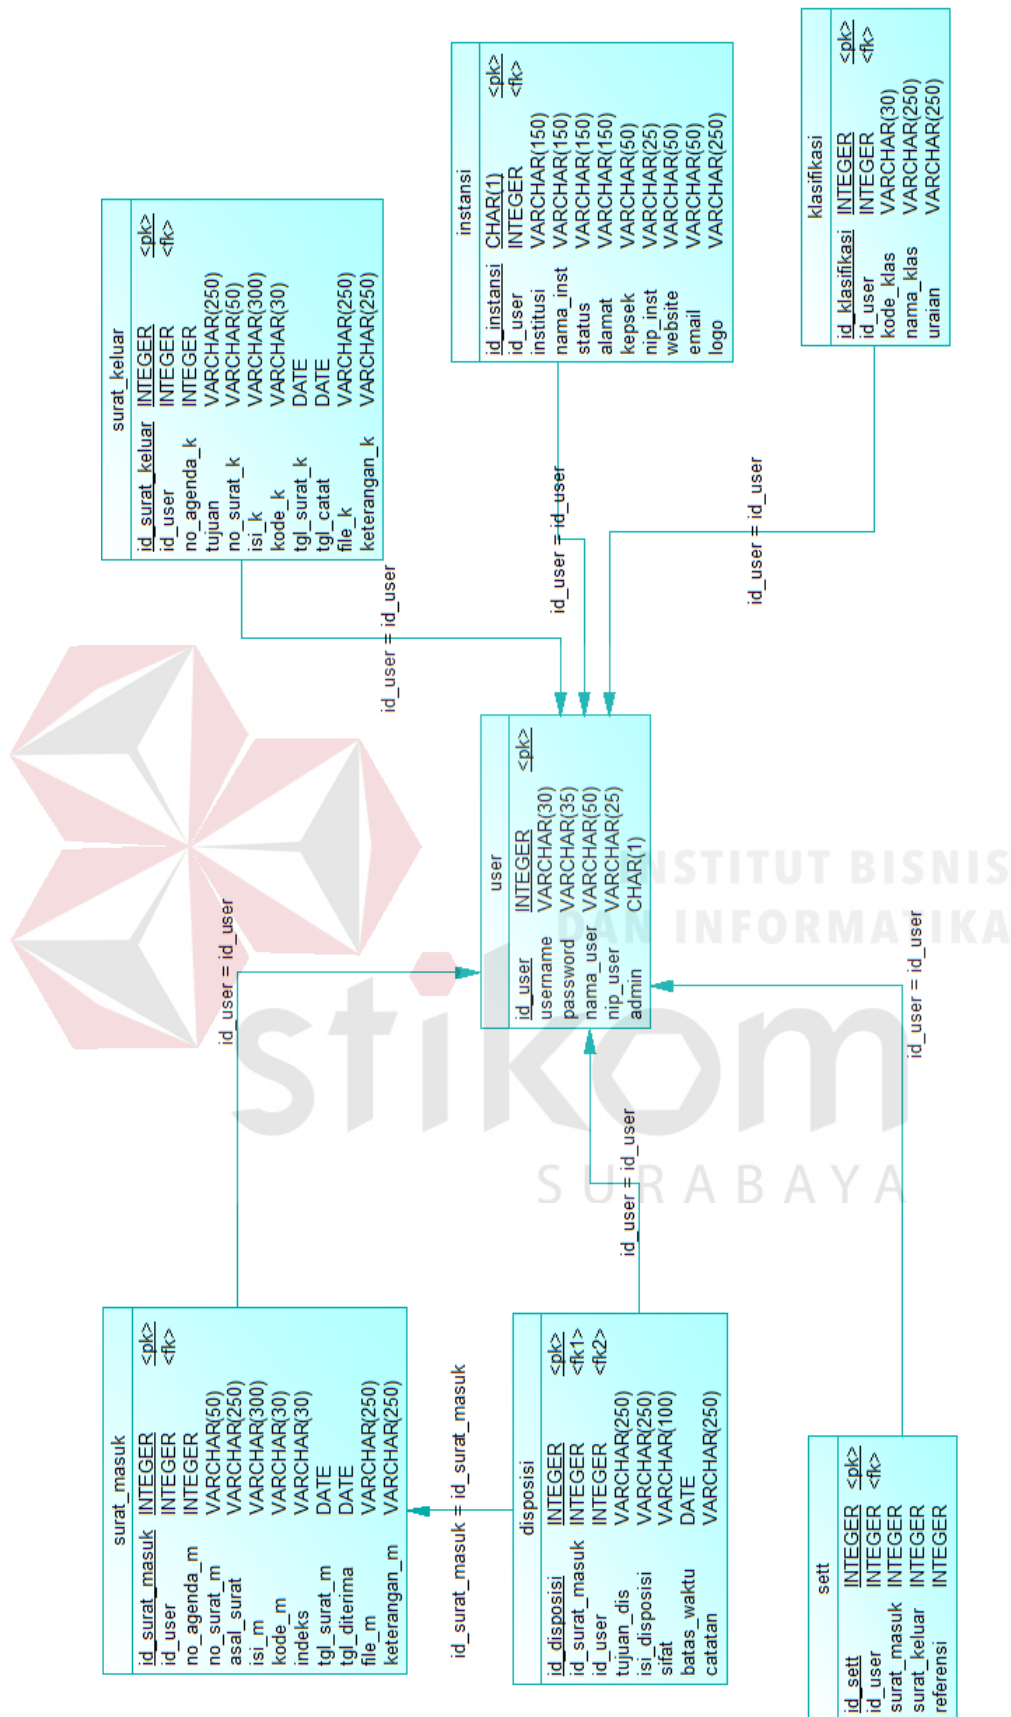 surat_masuk
id_surat_masuk INTEGER <pk>
id_user INTEGER <fk>
no_agenda_m INTEGER
no_surat_m VARCHAR(50)
asal_surat VARCHAR(250)
isi_m VARCHAR(300)
kode_m VARCHAR(30)
indeks VARCHAR(30)
tgl_surat_m DATE
tgl_diterima DATE
file_m VARCHAR(250)
keterangan_m VARCHAR(250)
id_user = id_user
surat_keluar
id_surat_keluar INTEGER <pk>
id_user INTEGER <fk>
no_agenda_k INTEGER
tujuan VARCHAR(250)
no_surat_k VARCHAR(50)
isi_k VARCHAR(300)
kode_k VARCHAR(30)
tgl_surat_k DATE
tgl_catat DATE
file_k VARCHAR(250)
keterangan_k VARCHAR(250)
id_user = id_user
id_surat_masuk = id_surat_masuk
disposisi
id_disposisi INTEGER <pk>
id_surat_masuk INTEGER <fk1>
id_user INTEGER <fk2>
tujuan_dis VARCHAR(250)
isi_disposisi VARCHAR(250)
sifat VARCHAR(100)
batas_waktu DATE
catatan VARCHAR(250)
id_user = id_user
user
id_user INTEGER <pk>
username VARCHAR(30)
password VARCHAR(35)
nama_user VARCHAR(50)
nip_user VARCHAR(25)
admin CHAR(1)
instansi
id_instansi CHAR(1) <pk>
id_user INTEGER <fk>
institusi VARCHAR(150)
nama_inst VARCHAR(150)
status VARCHAR(150)
alamat VARCHAR(150)
kepsek VARCHAR(50)
nip_inst VARCHAR(25)
website VARCHAR(50)
email VARCHAR(50)
logo VARCHAR(250)
id_user = id_user
id_user = id_user
sett
id_sett INTEGER <pk>
id_user INTEGER <fk>
surat_masuk INTEGER
surat_keluar INTEGER
referensi INTEGER
id_user = id_user
klasifikasi
id_klasifikasi INTEGER <pk>
id_user INTEGER <fk>
kode_klas VARCHAR(30)
nama_klas VARCHAR(250)
uraian VARCHAR(250)
INSTITUT BISNIS
DAN INFORMATIKA
stikom
SURABAYA